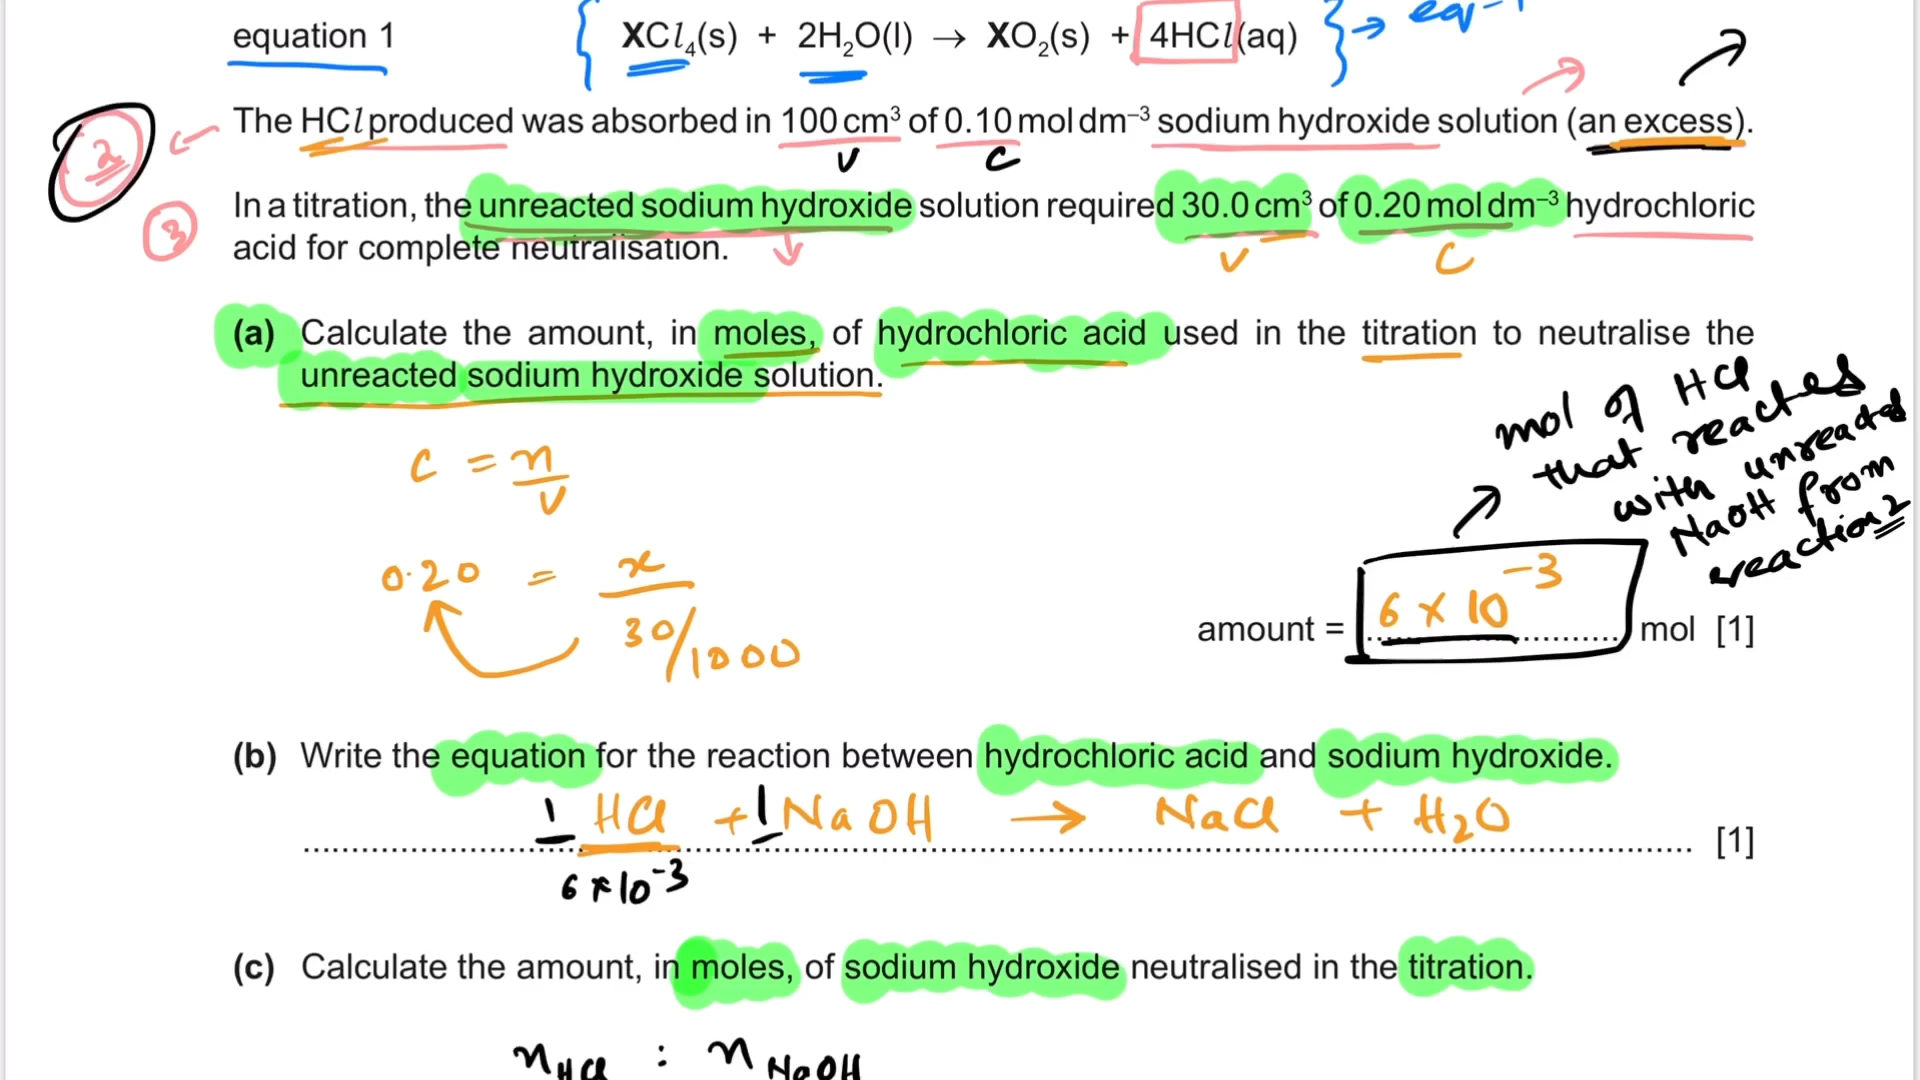 equation 1 XCl₄(s) + 2H₂O(l) → XO₂(s) + 4HCl(aq) → eq-1
2 The HCl produced was absorbed in 100 cm³ of 0.10 mol dm⁻³ sodium hydroxide solution (an excess).
V C
3 In a titration, the unreacted sodium hydroxide solution required 30.0 cm³ of 0.20 mol dm⁻³ hydrochloric
acid for complete neutralisation.
V C
(a) Calculate the amount, in moles, of hydrochloric acid used in the titration to neutralise the
unreacted sodium hydroxide solution.
mol of HCl
that reacted
with unreacted
NaOH from
reaction 2
C = n/V
0.20 = x / 30/1000
amount = 6 × 10⁻³ mol [1]
(b) Write the equation for the reaction between hydrochloric acid and sodium hydroxide.
1 HCl + 1 NaOH → NaCl + H₂O [1]
6 × 10⁻³
(c) Calculate the amount, in moles, of sodium hydroxide neutralised in the titration.
n HCl : n NaOH